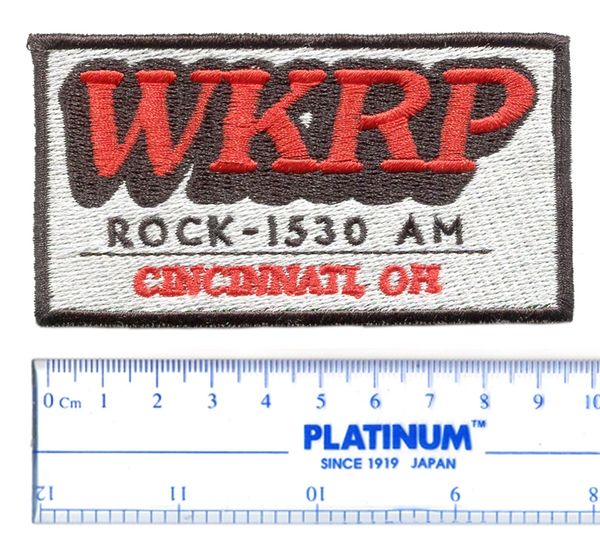 WKRP
ROCK-1530 AM
CINCINNATI, OH
0 Cm 1 2 3 4 5 6 7 8 9 10
PLATINUM™
SINCE 1919 JAPAN
12 11 10 9 8